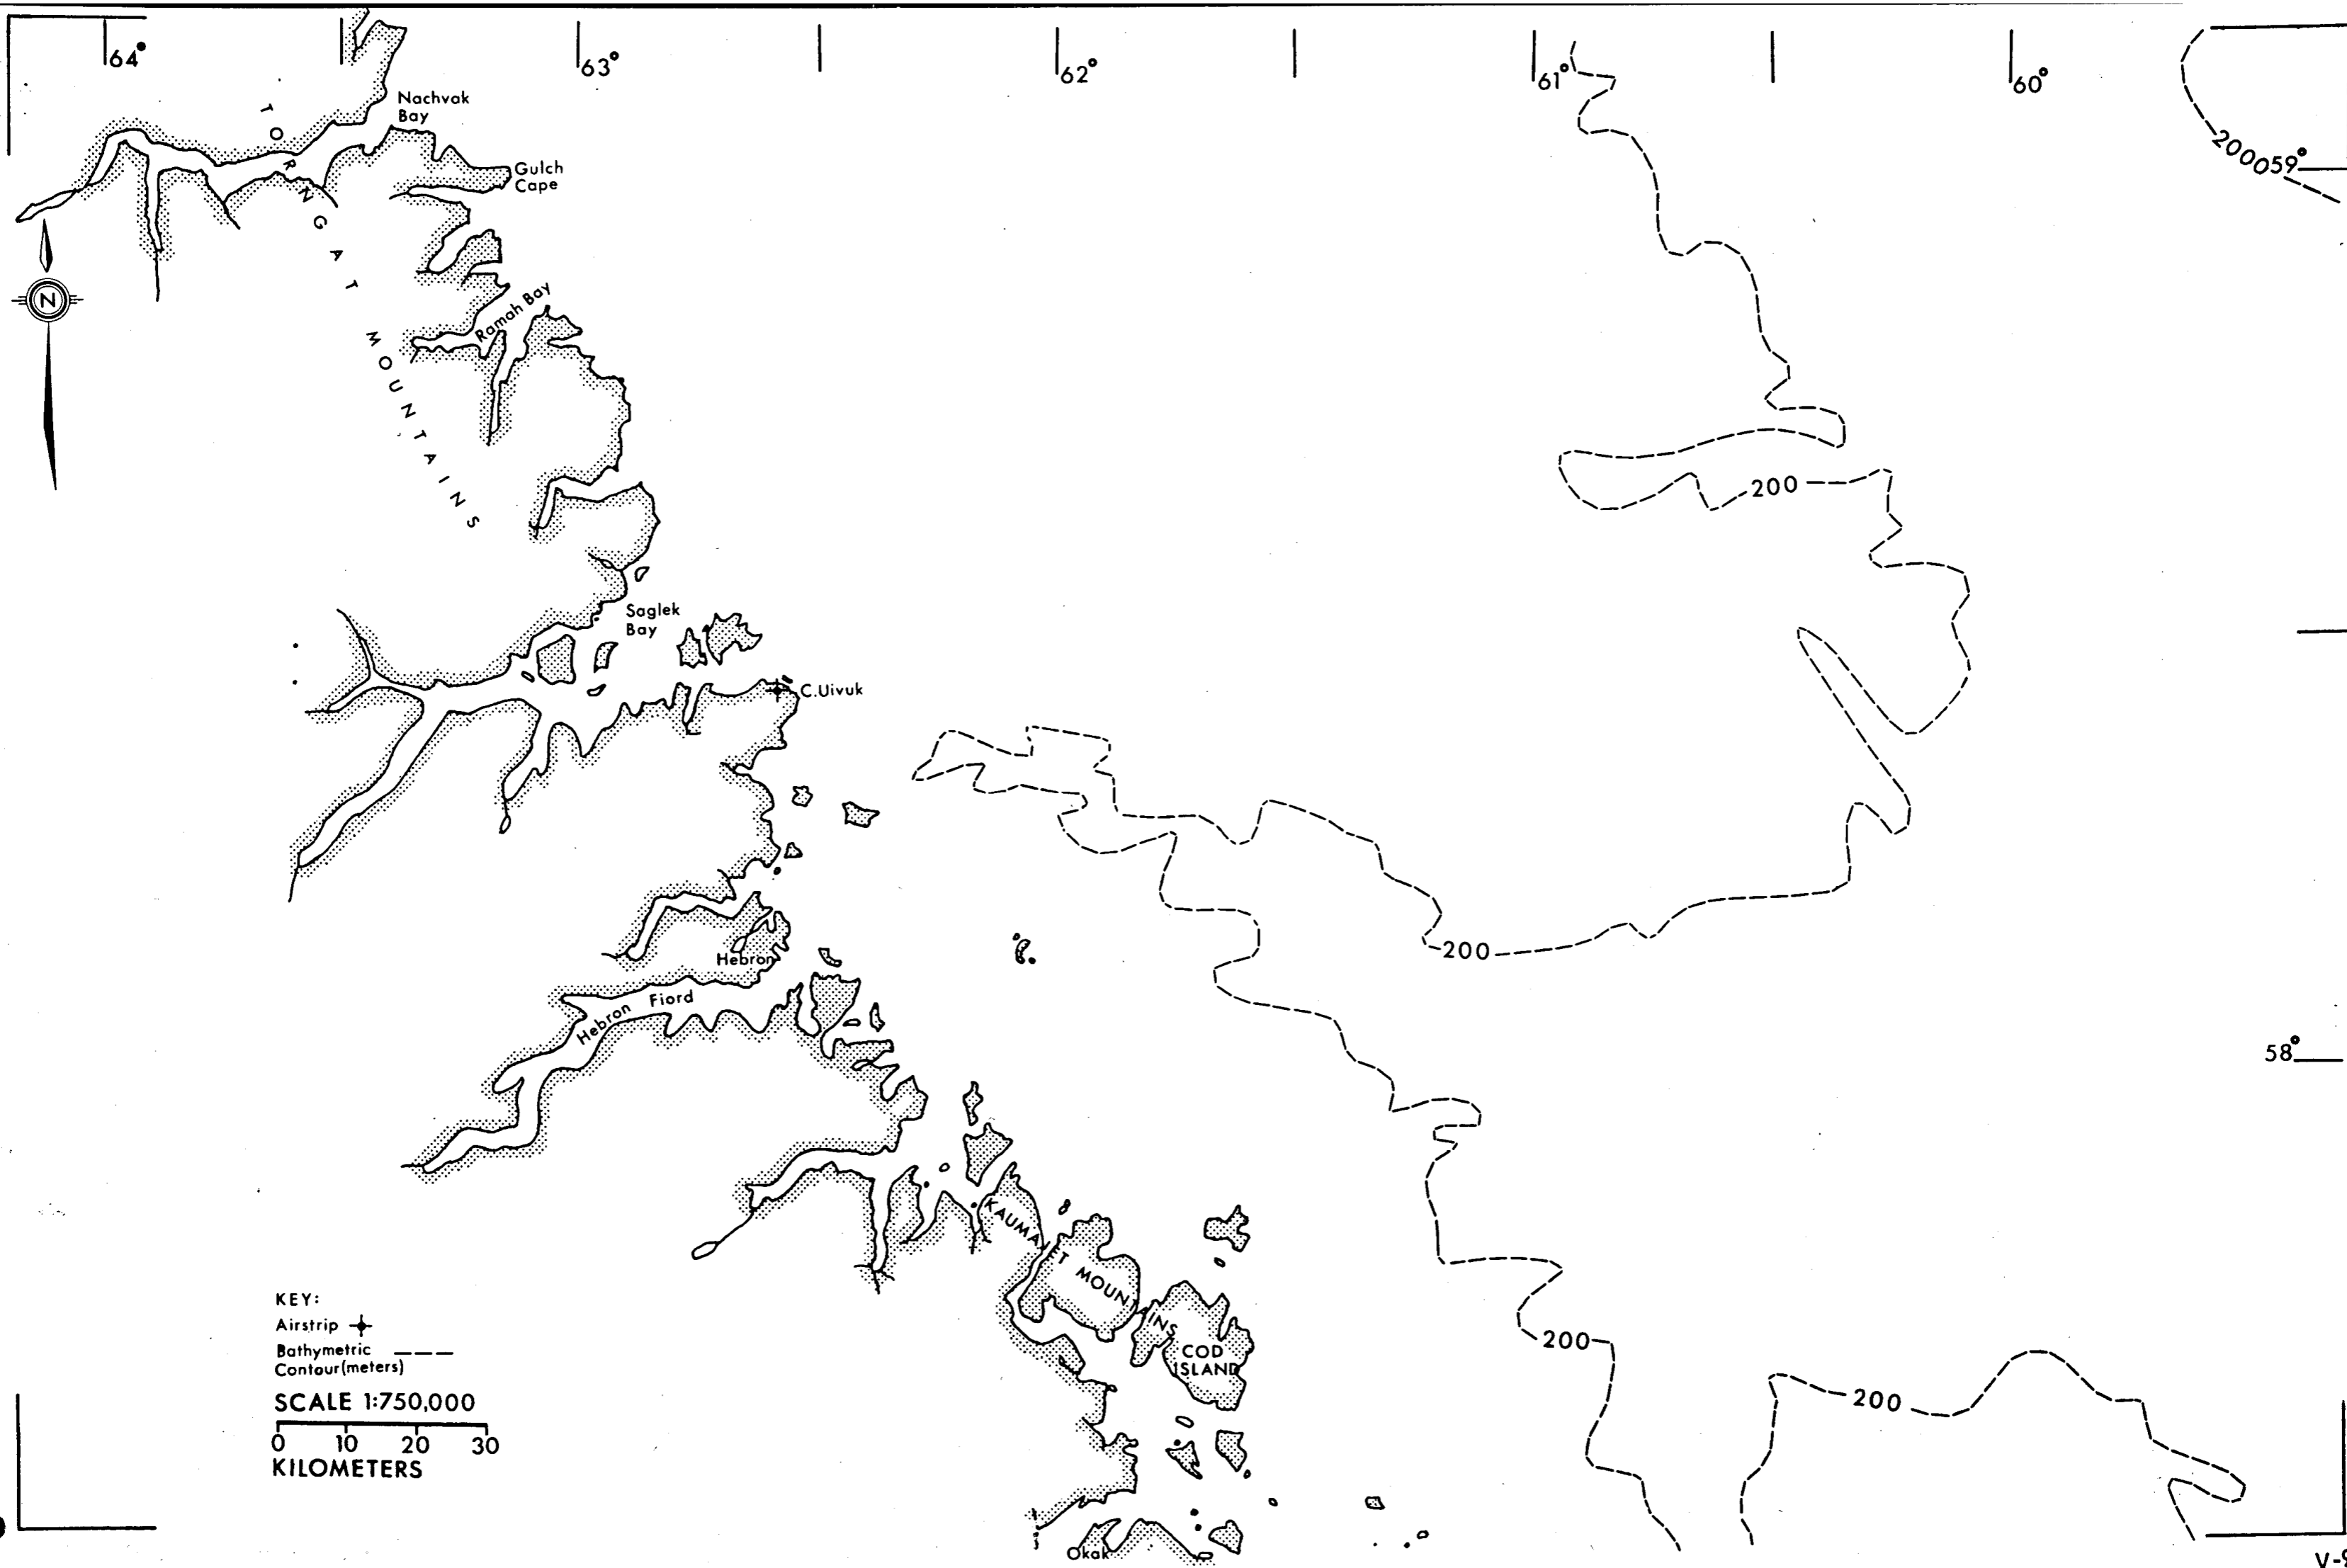 64°
63°
62°
61°
60°
Nachvak
Bay
TORNGAT MOUNTAINS
Gulch
Cape
2000
59°
N
Ramah Bay
200
Saglek
Bay
C.Uivuk
200
Hebron
Hebron Fiord
58°
KAUMAJET MOUNTAINS
COD
ISLAND
200
200
KEY:
Airstrip
Bathymetric
Contour(meters)
SCALE 1:750,000
0 10 20 30
KILOMETERS
Okak